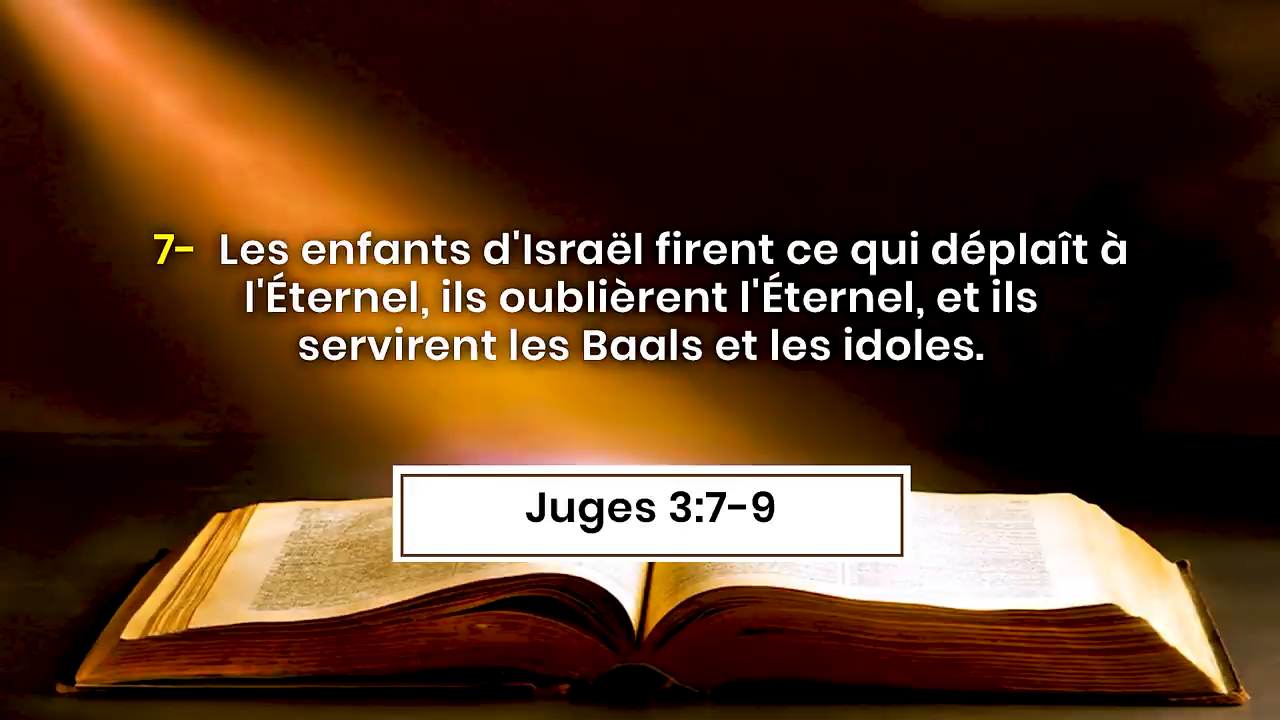 7- Les enfants d'Israël firent ce qui déplaît à
l'Éternel, ils oublièrent l'Éternel, et ils
servirent les Baals et les idoles.
Juges 3:7-9